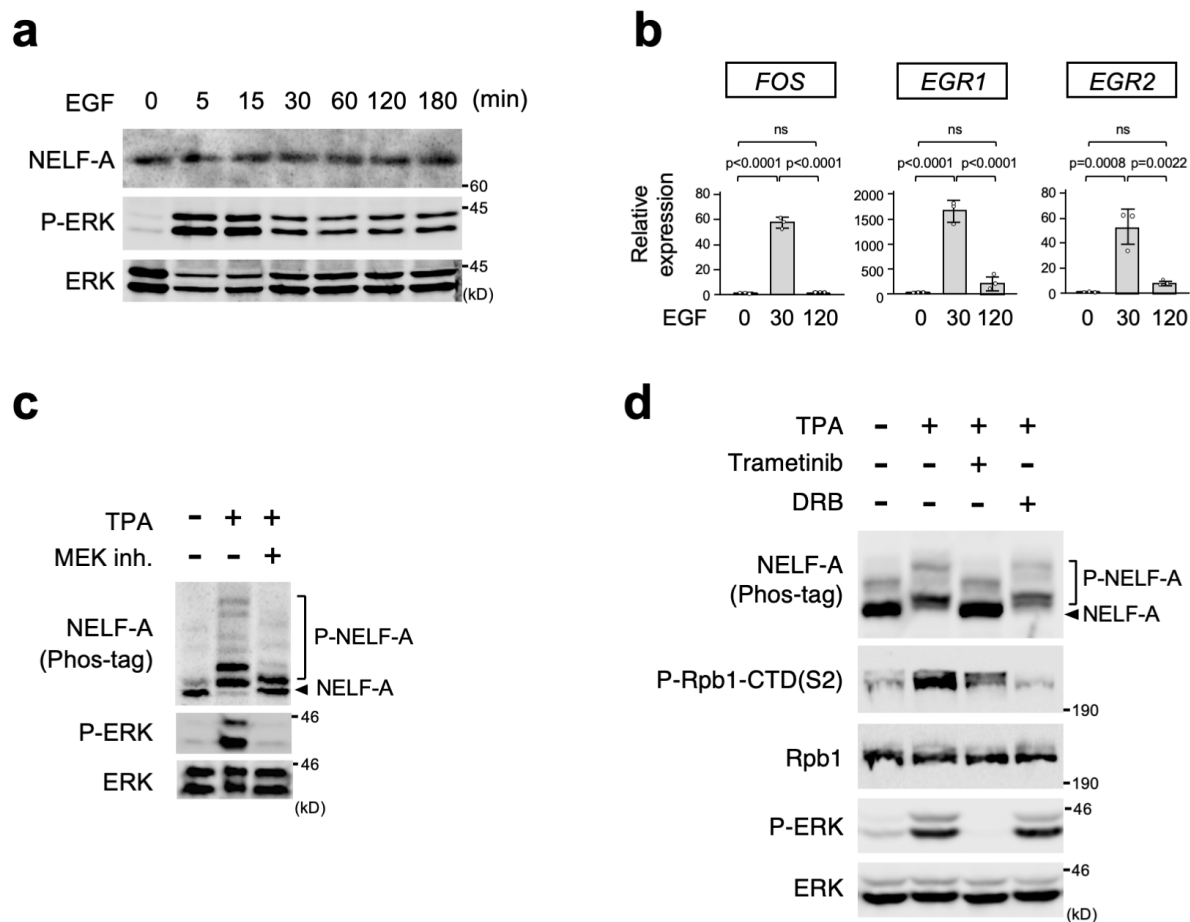 a
EGF 0 5 15 30 60 120 180 (min)
NELF-A
60
P-ERK
45
ERK
45
(kD)
b
FOS EGR1 EGR2
ns ns ns
p<0.0001 p<0.0001 p<0.0001 p<0.0001 p=0.0008 p=0.0022
Relative
expression
80 60 40 20 0
2000 1500 1000 500 0
80 60 40 20 0
EGF 0 30 120 0 30 120 0 30 120
c
TPA - + +
MEK inh. - - +
NELF-A
(Phos-tag)
P-NELF-A
NELF-A
P-ERK
46
ERK
46
(kD)
d
TPA - + + +
Trametinib - - + -
DRB - - - +
NELF-A
(Phos-tag)
P-NELF-A
NELF-A
P-Rpb1-CTD(S2)
190
Rpb1
190
P-ERK
46
ERK
46
(kD)